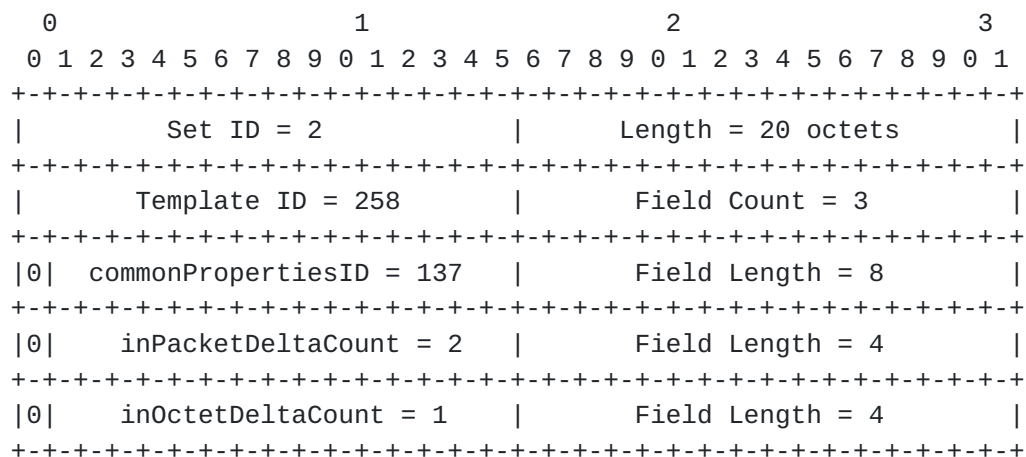 0                   1                   2                   3
 0 1 2 3 4 5 6 7 8 9 0 1 2 3 4 5 6 7 8 9 0 1 2 3 4 5 6 7 8 9 0 1
+-+-+-+-+-+-+-+-+-+-+-+-+-+-+-+-+-+-+-+-+-+-+-+-+-+-+-+-+-+-+-+-+
|         Set ID = 2            |      Length = 20 octets       |
+-+-+-+-+-+-+-+-+-+-+-+-+-+-+-+-+-+-+-+-+-+-+-+-+-+-+-+-+-+-+-+-+
|       Template ID = 258       |       Field Count = 3         |
+-+-+-+-+-+-+-+-+-+-+-+-+-+-+-+-+-+-+-+-+-+-+-+-+-+-+-+-+-+-+-+-+
|0|  commonPropertiesID = 137   |       Field Length = 8        |
+-+-+-+-+-+-+-+-+-+-+-+-+-+-+-+-+-+-+-+-+-+-+-+-+-+-+-+-+-+-+-+-+
|0|    inPacketDeltaCount = 2   |       Field Length = 4        |
+-+-+-+-+-+-+-+-+-+-+-+-+-+-+-+-+-+-+-+-+-+-+-+-+-+-+-+-+-+-+-+-+
|0|    inOctetDeltaCount = 1    |       Field Length = 4        |
+-+-+-+-+-+-+-+-+-+-+-+-+-+-+-+-+-+-+-+-+-+-+-+-+-+-+-+-+-+-+-+-+